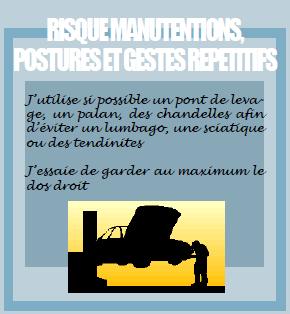 RISQUE MANUTENTIONS,
POSTURES ET GESTES REPETITIFS
J'utilise si possible un pont de leva-
ge, un palan, des chandelles afin
d'éviter un lumbago, une sciatique
ou des tendinites
J'essaie de garder au maximum le
dos droit